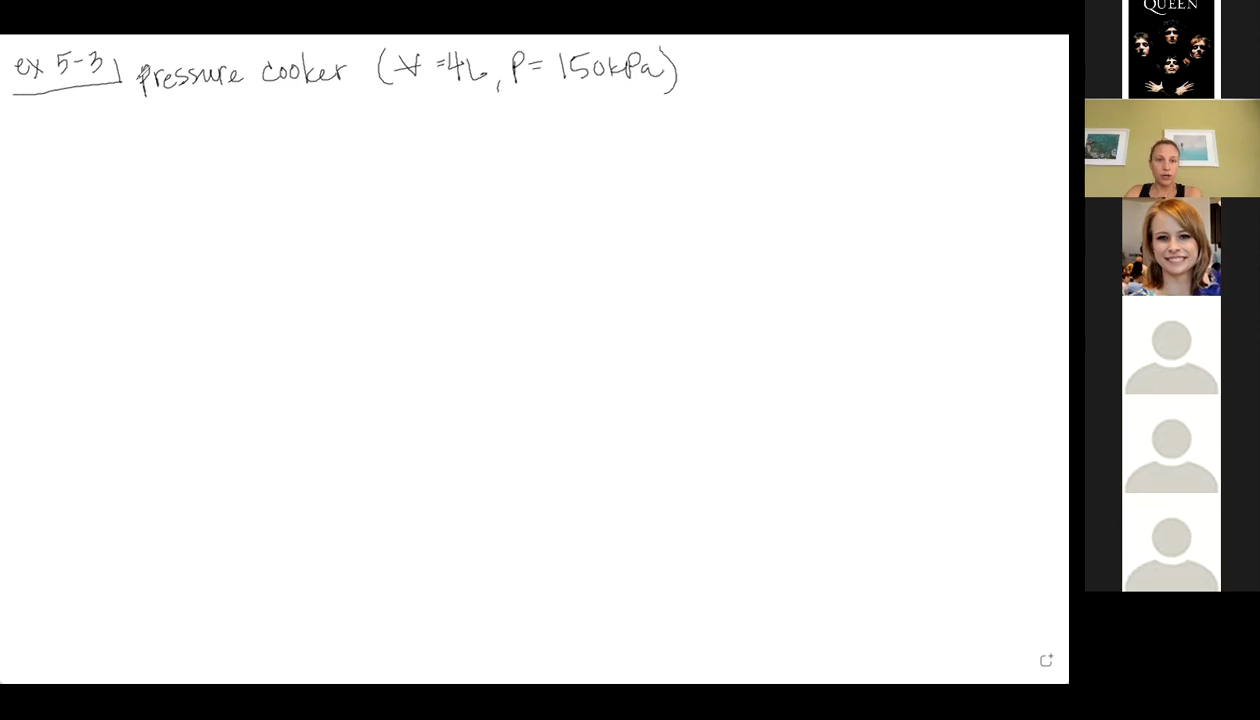 ex 5-3 pressure cooker (V =4L, P= 150kPa)
QUEEN